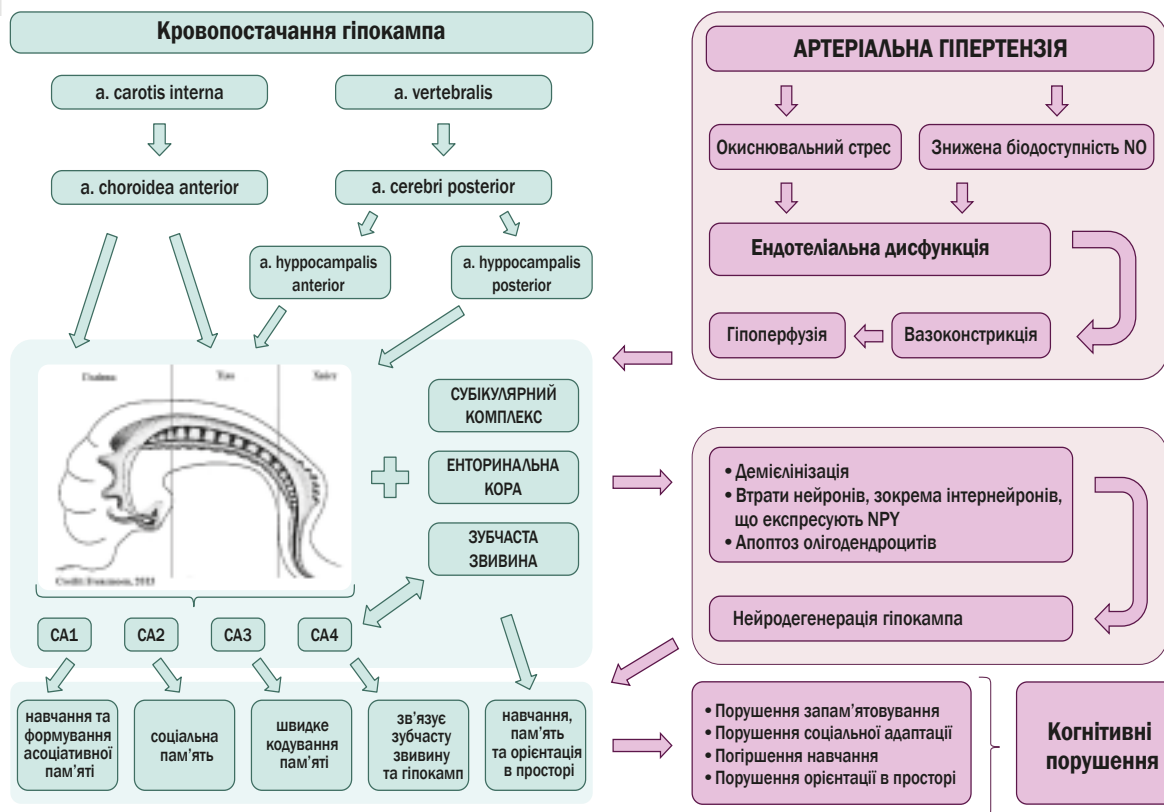 Кровопостачання гіпокампа
a. carotis interna
a. vertebralis
a. choroidea anterior
a. cerebri posterior
a. hyppocampalis
anterior
a. hyppocampalis
posterior
Тіло
Хвіст
СУБІКУЛЯРНИЙ
КОМПЛЕКС
ЕНТОРИНАЛЬНА
КОРА
ЗУБЧАСТА
ЗВИВИНА
CA1
CA2
CA3
CA4
навчання та
формування
асоціативної
пам’яті
соціальна
пам’ять
швидке
кодування
пам’яті
зв’язує
зубчасту
звивину
та гіпокамп
навчання,
пам’ять
та орієнтація
в просторі
АРТЕРІАЛЬНА ГІПЕРТЕНЗІЯ
Окиснювальний стрес
Знижена біодоступність NO
Ендотеліальна дисфункція
Гіпоперфузія
Вазоконстрикція
• Демієлінізація
• Втрати нейронів, зокрема інтернейронів,
що експресують NPY
• Апоптоз олігодендроцитів
Нейродегенерація гіпокампа
• Порушення запам’ятовування
• Порушення соціальної адаптації
• Погіршення навчання
• Порушення орієнтації в просторі
Когнітивні
порушення